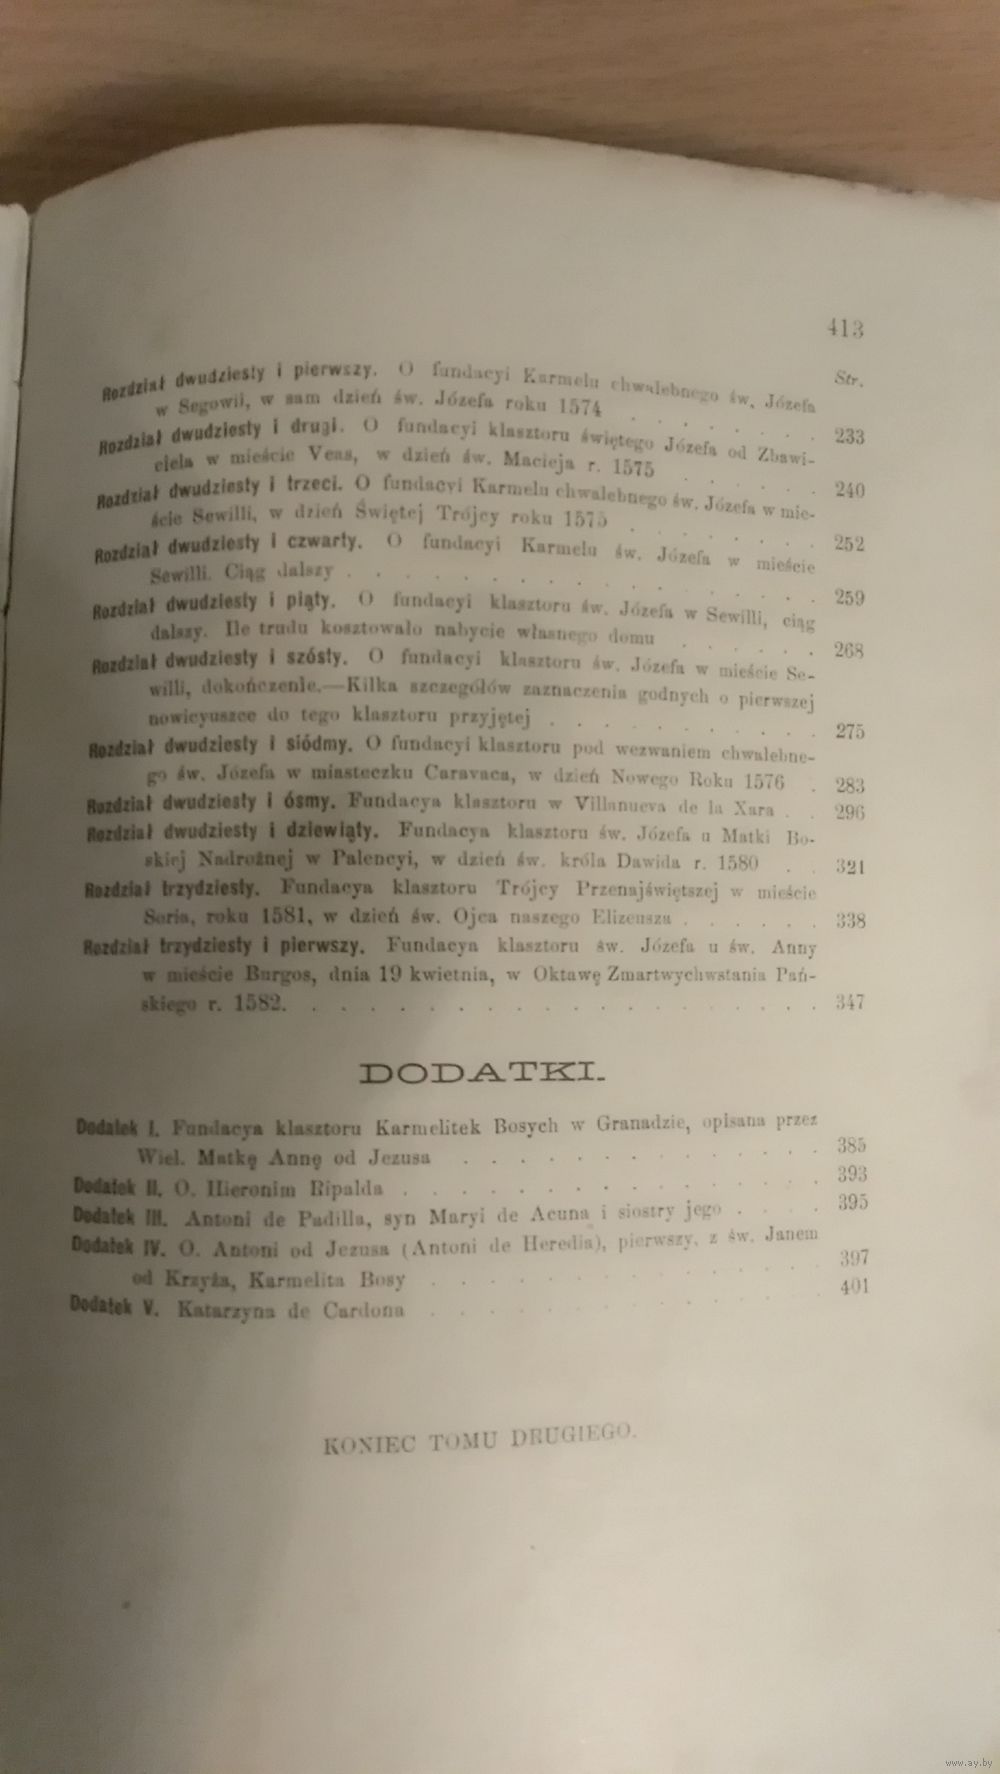 413
Str.
Rozdział dwudziesty i pierwszy. O fundacyi Karmelu chwalebnego św. Józefa
w Segowii, w sam dzień św. Józefa roku 1574 . . . . . . . 233
Rozdział dwudziesty i drugi. O fundacyi klasztoru świętego Józefa od Zbawi-
ciela w mieście Veas, w dzień św. Macieja r. 1575 . . . . . . 240
Rozdział dwudziesty i trzeci. O fundacyi Karmelu chwalebnego św. Józefa w mie-
ście Sewilli, w dzień Świętej Trójcy roku 1575 . . . . . . . 252
Rozdział dwudziesty i czwarty. O fundacyi Karmelu św. Józefa w mieście
Sewilli. Ciąg dalszy . . . . . . . . . . . . . . . 259
Rozdział dwudziesty i piąty. O fundacyi klasztoru św. Józefa w Sewilli, ciąg
dalszy. Ile trudu kosztowało nabycie własnego domu . . . . . . 268
Rozdział dwudziesty i szósty. O fundacyi klasztoru św. Józefa w mieście Se-
willi, dokończenie.—Kilka szczegółów zaznaczenia godnych o pierwszej
nowicyuszce do tego klasztoru przyjętej . . . . . . . . . 275
Rozdział dwudziesty i siódmy. O fundacyi klasztoru pod wezwaniem chwalebne-
go św. Józefa w miasteczku Caravaca, w dzień Nowego Roku 1576 . 283
Rozdział dwudziesty i ósmy. Fundacya klasztoru w Villanueva de la Xara . . 296
Rozdział dwudziesty i dziewiąty. Fundacya klasztoru św. Józefa u Matki Bo-
skiej Nadrożnej w Palencyi, w dzień św. króla Dawida r. 1580 . . 321
Rozdział trzydziesty. Fundacya klasztoru Trójcy Przenajświętszej w mieście
Soria, roku 1581, w dzień św. Ojca naszego Elizeusza . . . . . . 338
Rozdział trzydziesty i pierwszy. Fundacya klasztoru św. Józefa u św. Anny
w mieście Burgos, dnia 19 kwietnia, w Oktawę Zmartwychwstania Pań-
skiego r. 1582. . . . . . . . . . . . . . . . . . . 347
DODATKI.
Dodatek I. Fundacya klasztoru Karmelitek Bosych w Granadzie, opisana przez
Wiel. Matkę Annę od Jezusa . . . . . . . . . . . . . 385
Dodatek II. O. Hieronim Ripalda . . . . . . . . . . . . . . 393
Dodatek III. Antoni de Padilla, syn Maryi de Acuna i siostry jego . . . . 395
Dodatek IV. O. Antoni od Jezusa (Antoni de Heredia), pierwszy, z św. Janem
od Krzyża, Karmelita Bosy . . . . . . . . . . . . . . 397
Dodatek V. Katarzyna de Cardona . . . . . . . . . . . . . . 401
KONIEC TOMU DRUGIEGO.
www.ay.by